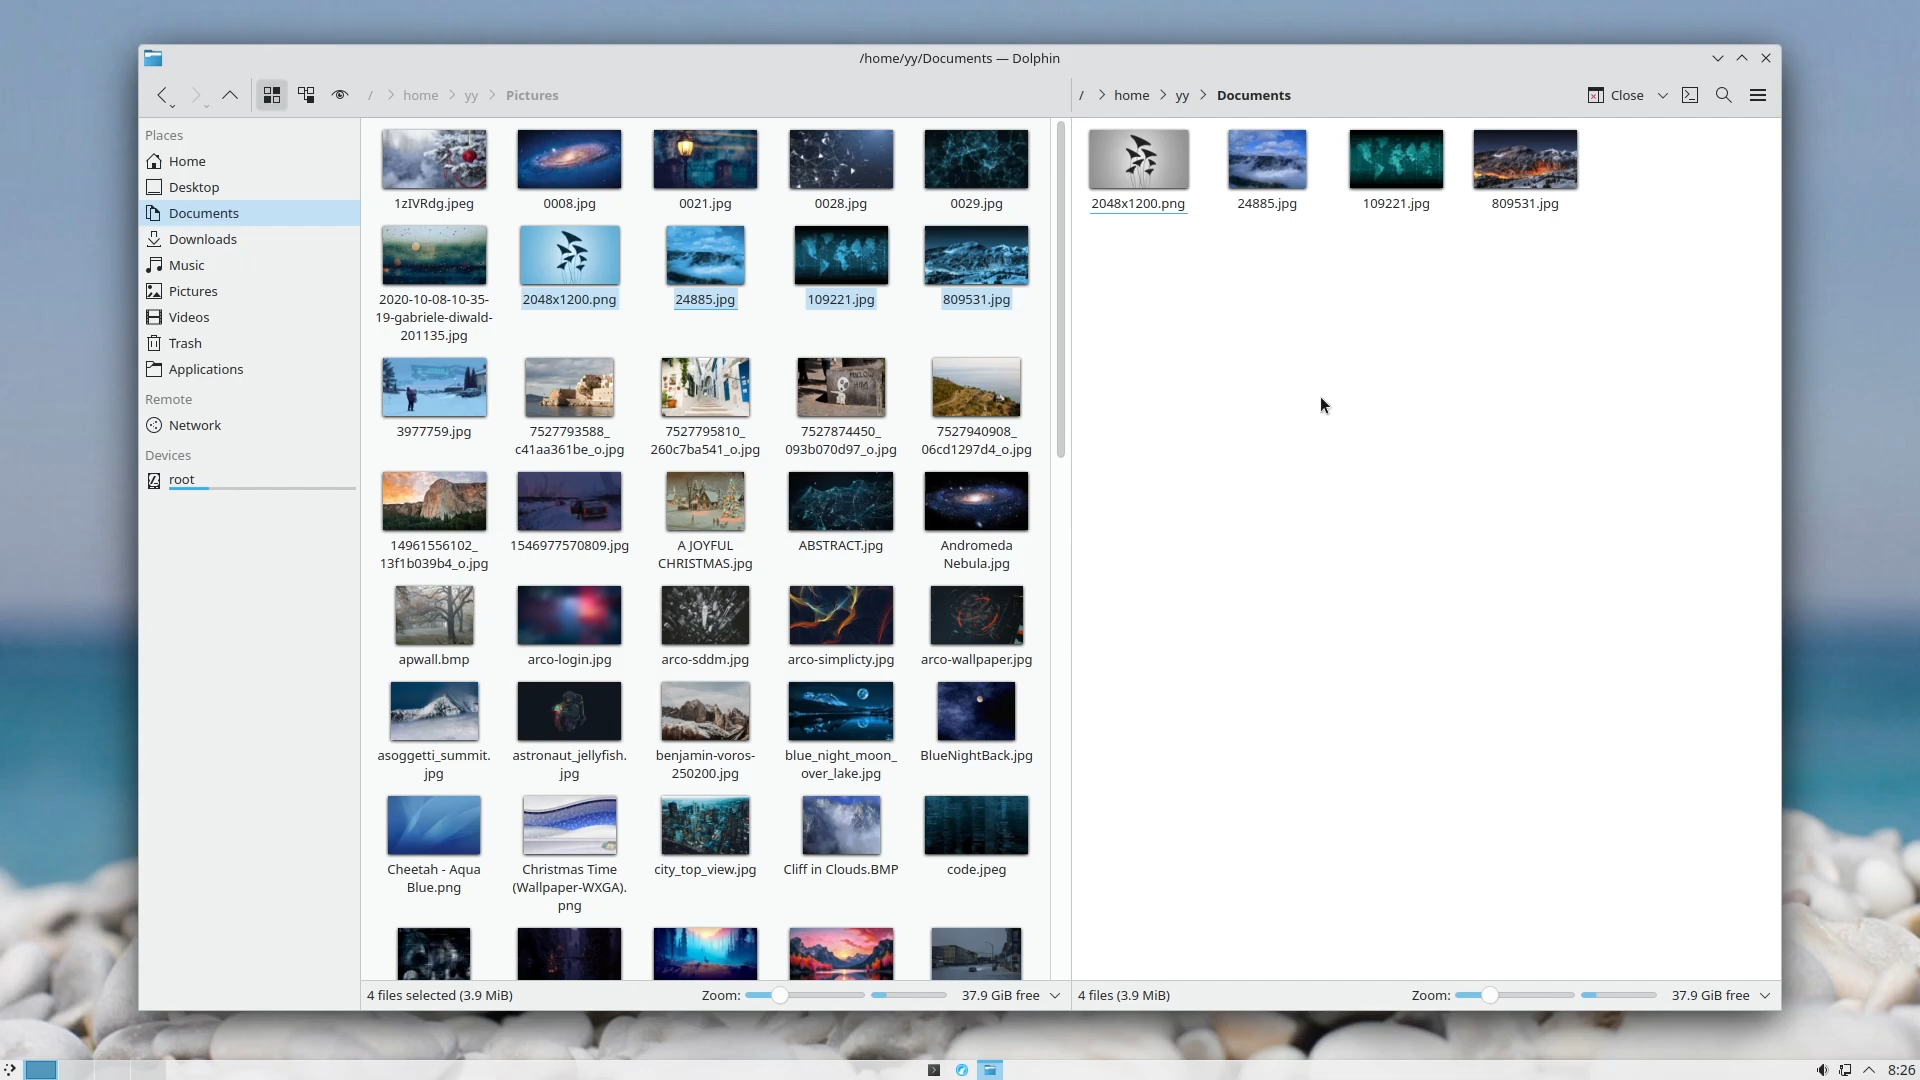 /home/yy/Documents — Dolphin
/ home yy Pictures
/ home yy Documents
Close
Places
Home
Desktop
Documents
Downloads
Music
Pictures
Videos
Trash
Applications
Remote
Network
Devices
root
1zIVRdg.jpeg
0008.jpg
0021.jpg
0028.jpg
0029.jpg
2020-10-08-10-35-
19-gabriele-diwald-
201135.jpg
2048x1200.png
24885.jpg
109221.jpg
809531.jpg
3977759.jpg
7527793588_
c41aa361be_o.jpg
7527795810_
260c7ba541_o.jpg
7527874450_
093b070d97_o.jpg
7527940908_
06cd1297d4_o.jpg
14961556102_
13f1b039b4_o.jpg
1546977570809.jpg
A JOYFUL
CHRISTMAS.jpg
ABSTRACT.jpg
Andromeda
Nebula.jpg
apwall.bmp
arco-login.jpg
arco-sddm.jpg
arco-simplicty.jpg
arco-wallpaper.jpg
asoggetti_summit.
jpg
astronaut_jellyfish.
jpg
benjamin-voros-
250200.jpg
blue_night_moon_
over_lake.jpg
BlueNightBack.jpg
Cheetah - Aqua
Blue.png
Christmas Time
(Wallpaper-WXGA).
png
city_top_view.jpg
Cliff in Clouds.BMP
code.jpeg
4 files selected (3.9 MiB)
Zoom:
37.9 GiB free
2048x1200.png
24885.jpg
109221.jpg
809531.jpg
4 files (3.9 MiB)
Zoom:
37.9 GiB free
8:26